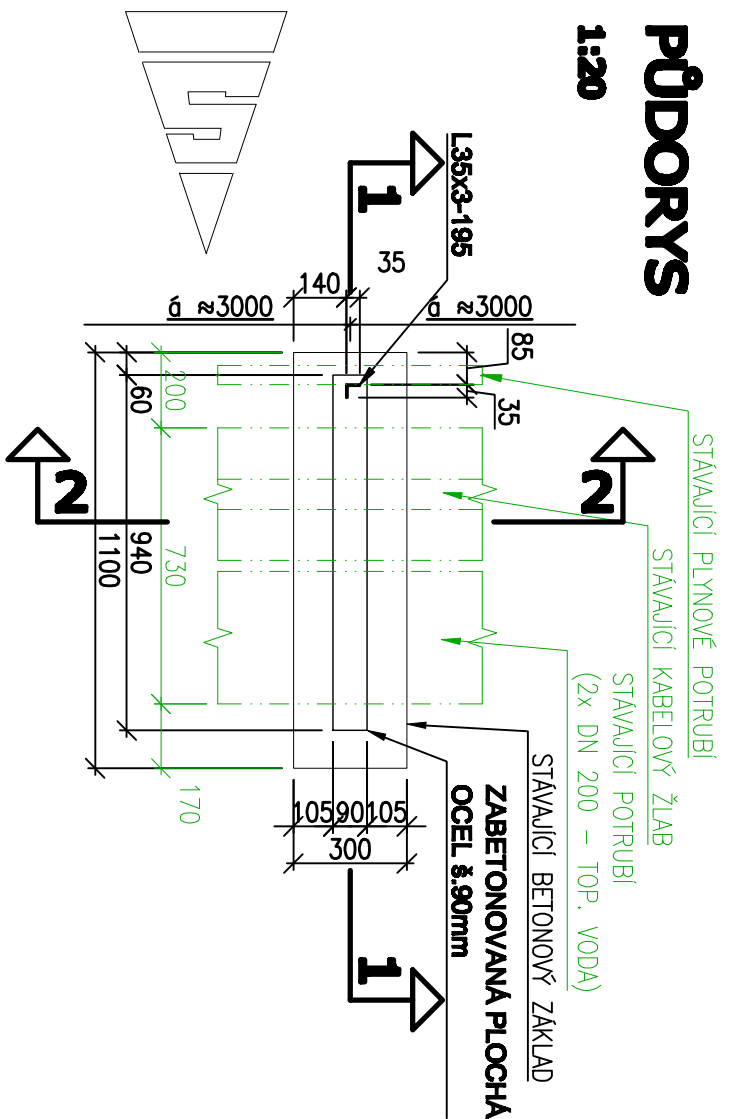 PŮDORYS
1:20
STÁVAJÍCÍ PLYNOVÉ POTRUBÍ
STÁVAJÍCÍ KABELOVÝ ŽLAB
STÁVAJÍCÍ POTRUBÍ
(2x DN 200 - TOP. VODA)
STÁVAJÍCÍ BETONOVÝ ZÁKLAD
ZABETONOVANÁ PLOCHÁ
OCEL š.90mm
L35x3-195
2
2
1
1
85
35
35
140
á ≈3000
á ≈3000
105
90
105
300
200
730
170
60
940
1100
S